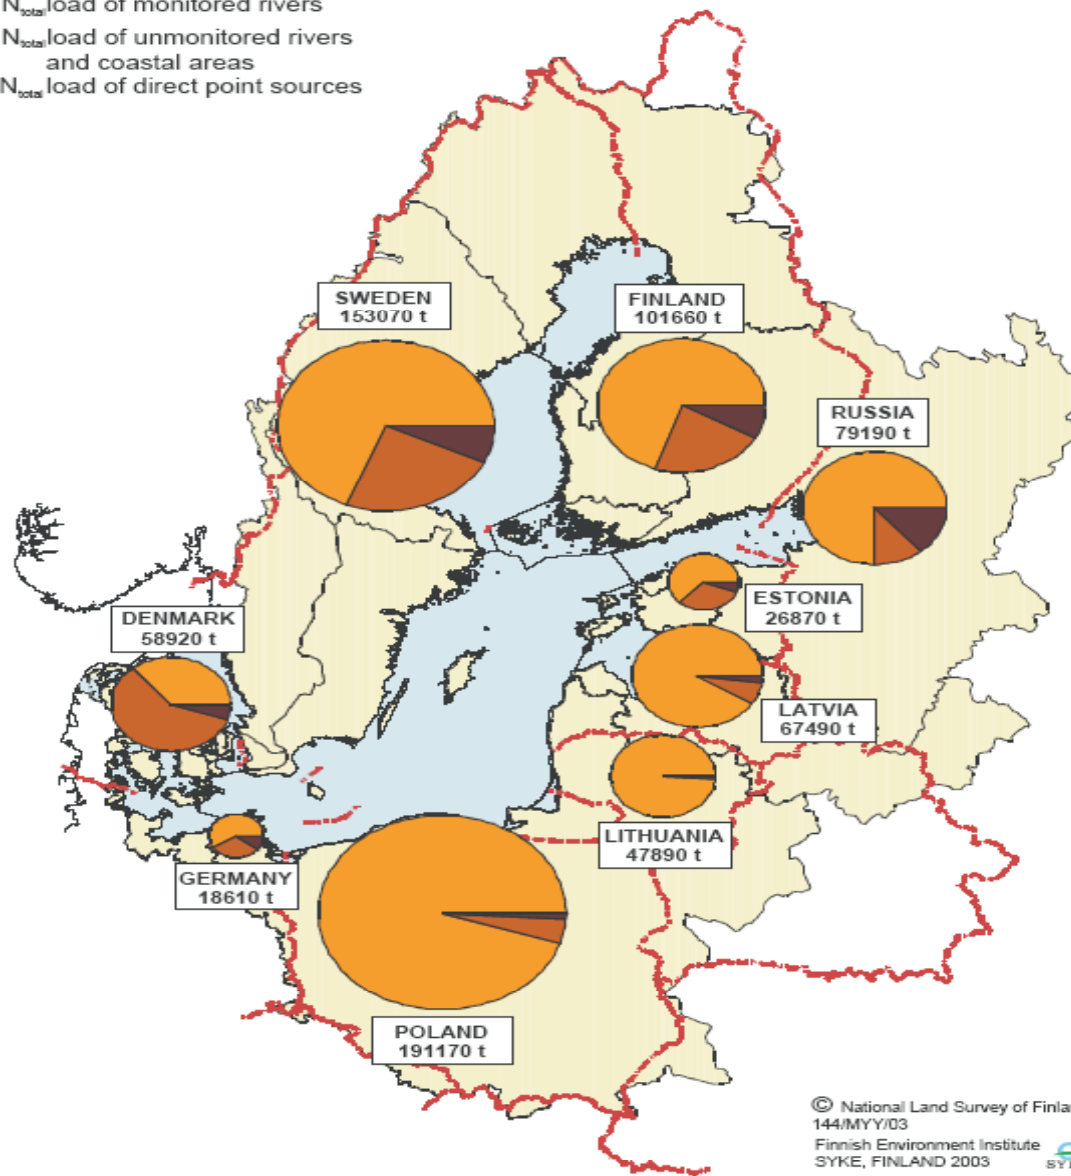 Ntotal load of monitored rivers
Ntotal load of unmonitored rivers
and coastal areas
Ntotal load of direct point sources
SWEDEN
153070 t
FINLAND
101660 t
RUSSIA
79190 t
ESTONIA
26870 t
DENMARK
58920 t
LATVIA
67490 t
LITHUANIA
47890 t
GERMANY
18610 t
POLAND
191170 t
© National Land Survey of Finla
144/MYY/03
Finnish Environment Institute
SYKE, FINLAND 2003
SY